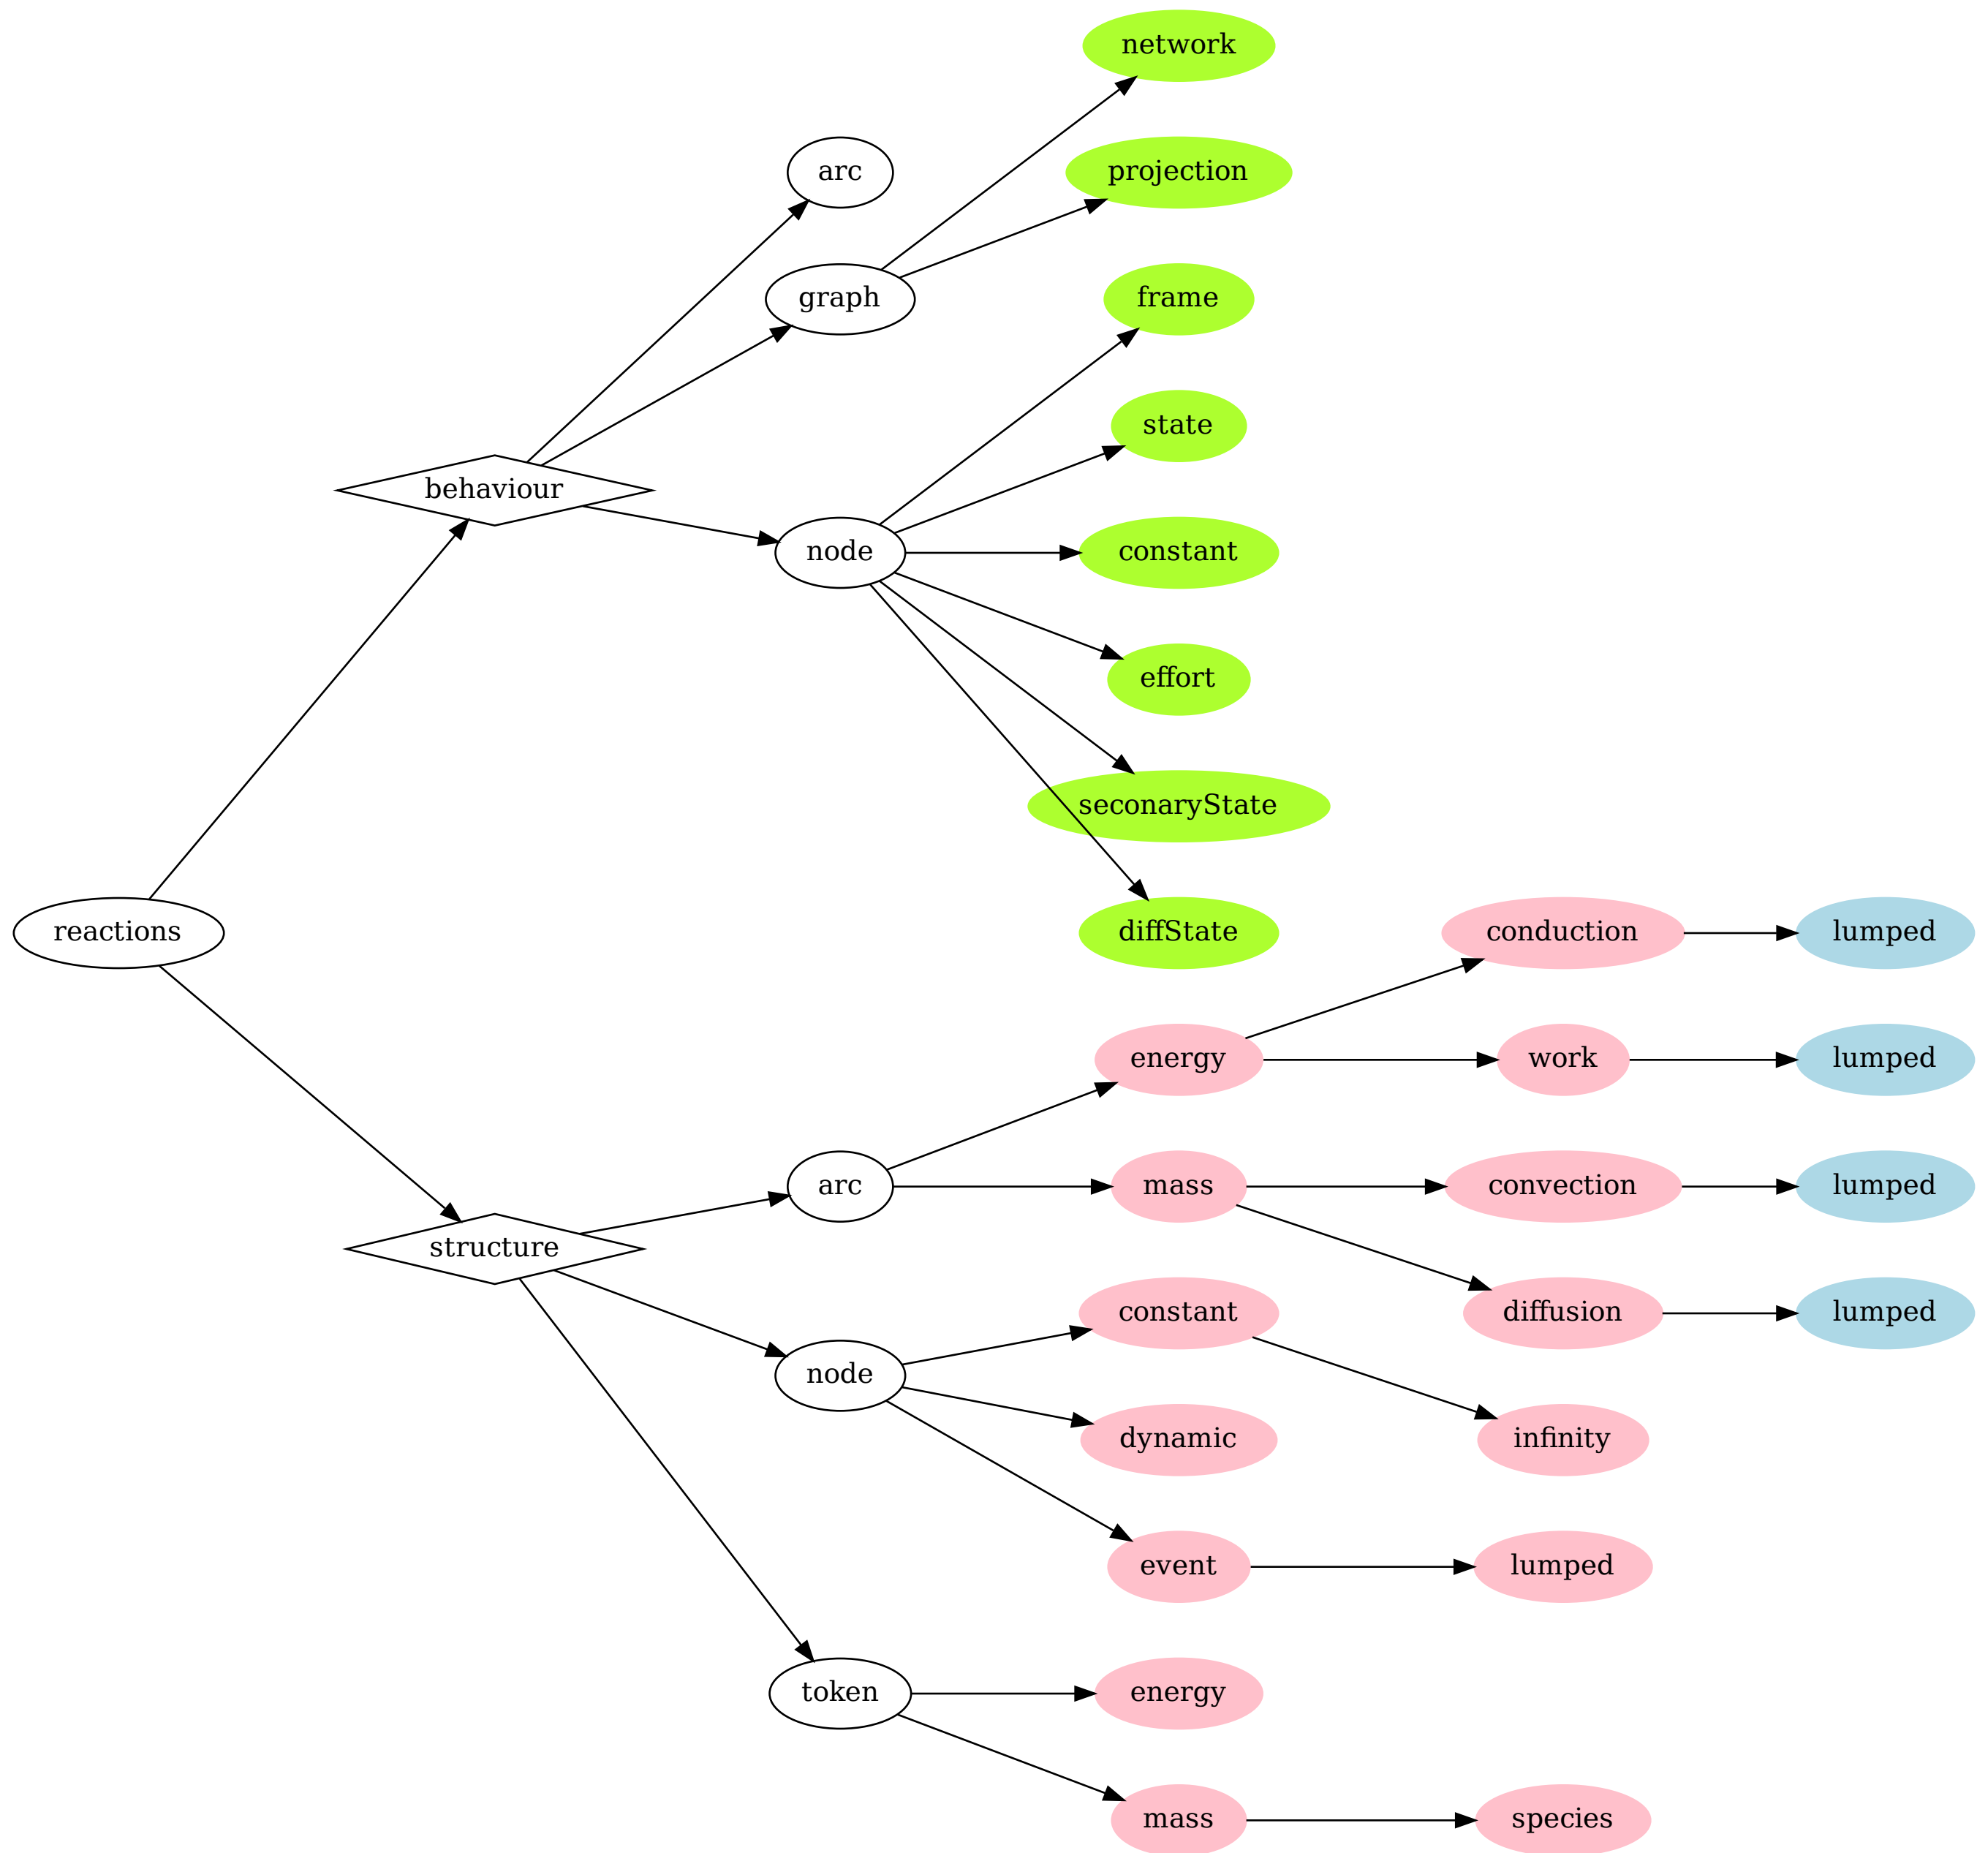 network
arc
projection
graph
frame
state
behaviour
node
constant
effort
seconaryState
reactions
diffState
conduction
lumped
energy
work
lumped
arc
mass
convection
lumped
structure
constant
diffusion
lumped
node
dynamic
infinity
event
lumped
token
energy
mass
species